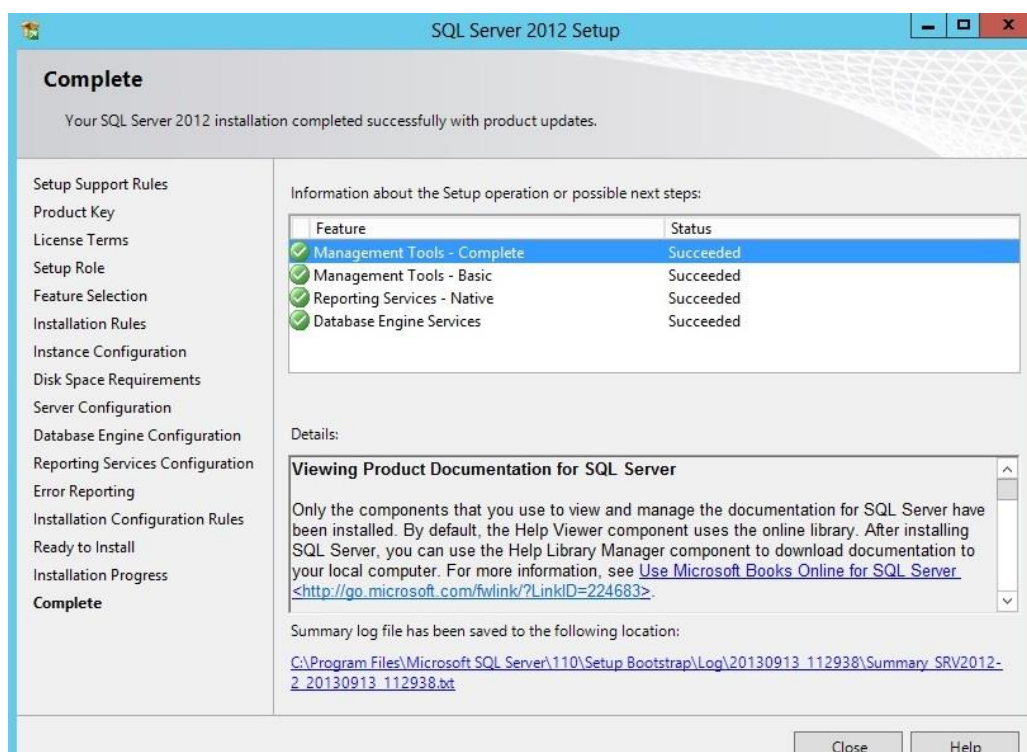 SQL Server 2012 Setup
Complete
Your SQL Server 2012 installation completed successfully with product updates.
Setup Support Rules
Product Key
License Terms
Setup Role
Feature Selection
Installation Rules
Instance Configuration
Disk Space Requirements
Server Configuration
Database Engine Configuration
Reporting Services Configuration
Error Reporting
Installation Configuration Rules
Ready to Install
Installation Progress
Complete
Information about the Setup operation or possible next steps:
Feature Status
Management Tools - Complete Succeeded
Management Tools - Basic Succeeded
Reporting Services - Native Succeeded
Database Engine Services Succeeded
Details:
Viewing Product Documentation for SQL Server
Only the components that you use to view and manage the documentation for SQL Server have
been installed. By default, the Help Viewer component uses the online library. After installing
SQL Server, you can use the Help Library Manager component to download documentation to
your local computer. For more information, see Use Microsoft Books Online for SQL Server
<http://go.microsoft.com/fwlink/?LinkID=224683>.
Summary log file has been saved to the following location:
C:\Program Files\Microsoft SQL Server\110\Setup Bootstrap\Log\20130913_112938\Summary_SRV2012-
2_20130913_112938.txt
Close Help